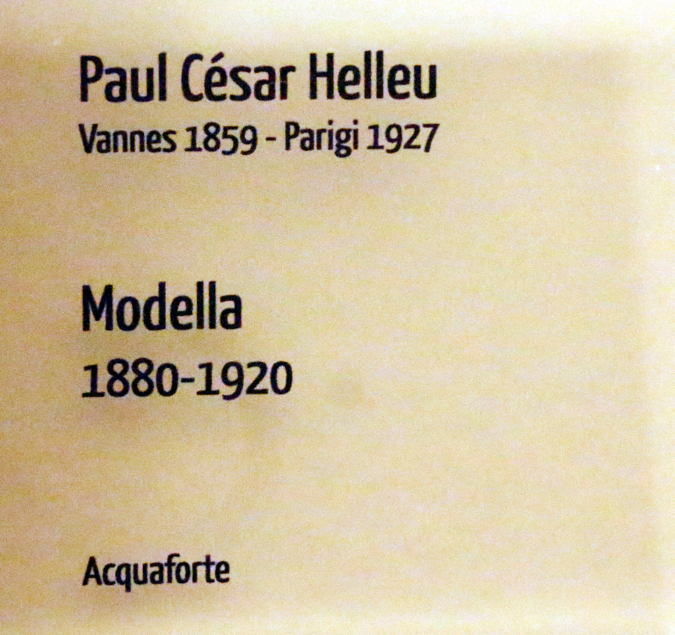 Paul César Helleu
Vannes 1859 - Parigi 1927
Modella
1880-1920
Acquaforte